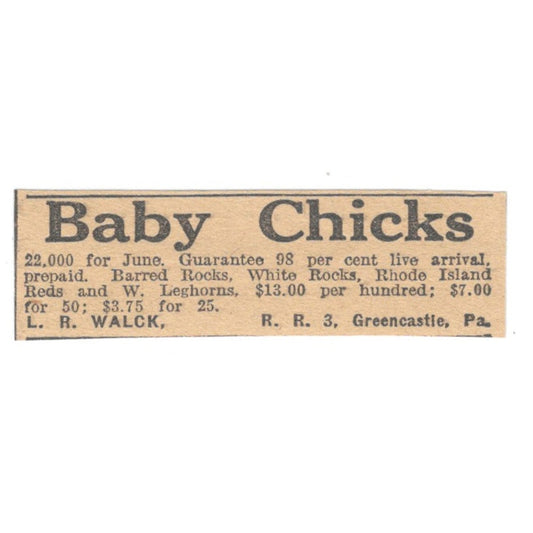 Baby Chicks
22,000 for June. Guarantee 98 per cent live arrival,
prepaid. Barred Rocks, White Rocks, Rhode Island
Reds and W. Leghorns, $13.00 per hundred; $7.00
for 50; $3.75 for 25.
L. R. WALCK, R. R. 3, Greencastle, Pa.